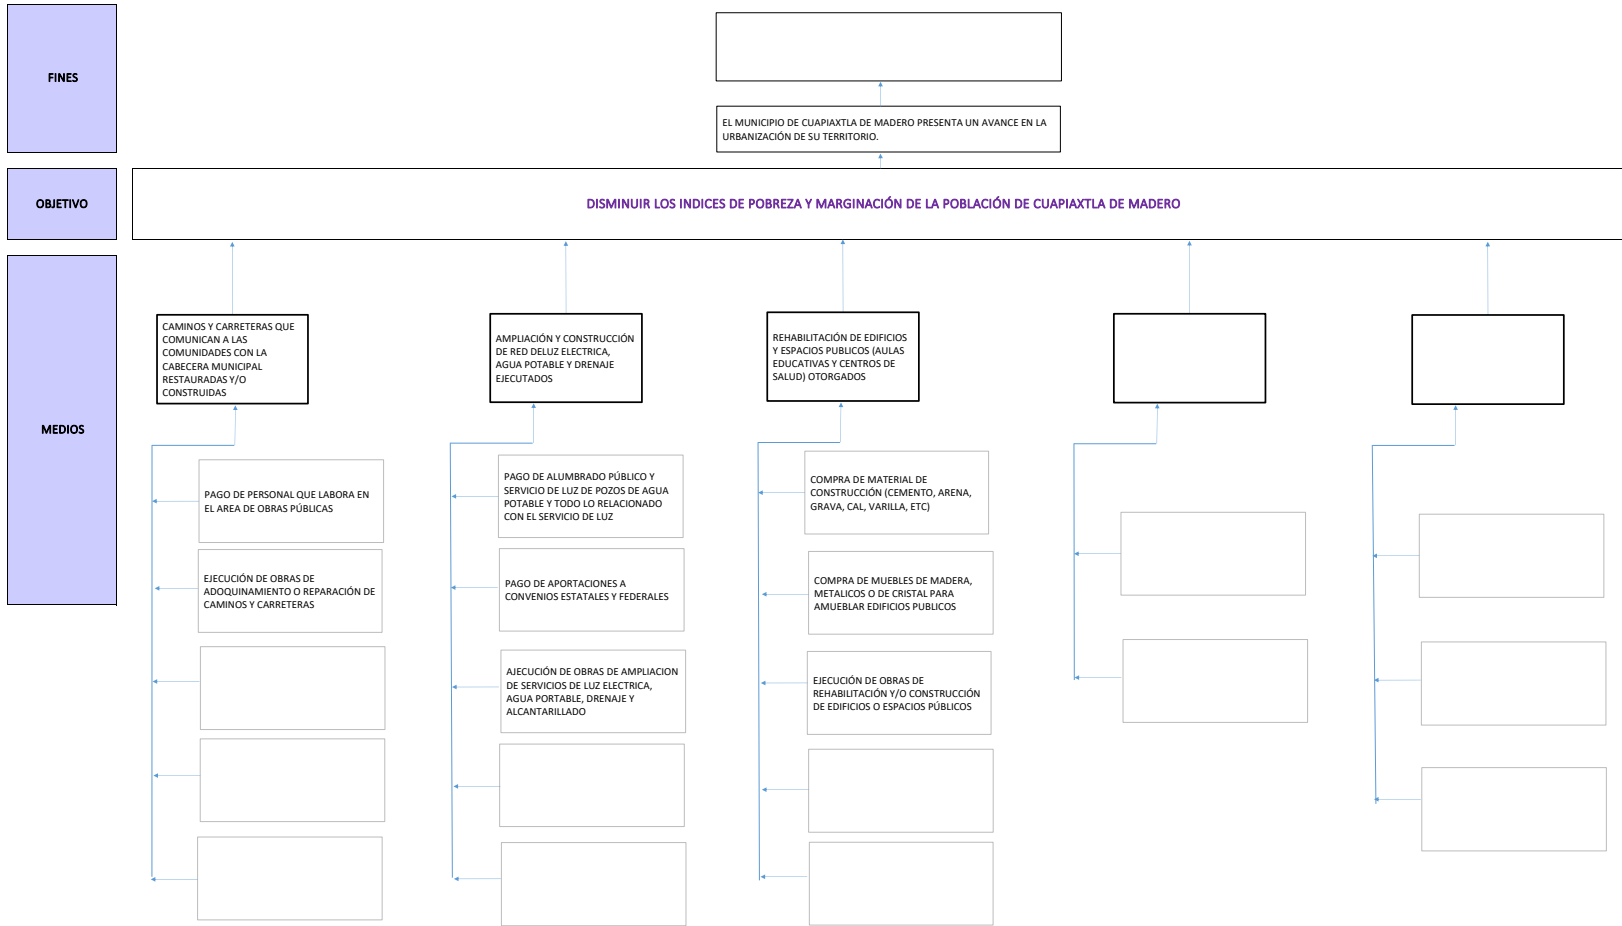 FINES
EL MUNICIPIO DE CUAPIAXTLA DE MADERO PRESENTA UN AVANCE EN LA
URBANIZACIÓN DE SU TERRITORIO.
OBJETIVO
DISMINUIR LOS INDICES DE POBREZA Y MARGINACIÓN DE LA POBLACIÓN DE CUAPIAXTLA DE MADERO
MEDIOS
CAMINOS Y CARRETERAS QUE
COMUNICAN A LAS
COMUNIDADES CON LA
CABECERA MUNICIPAL
RESTAURADAS Y/O
CONSTRUIDAS
PAGO DE PERSONAL QUE LABORA EN
EL AREA DE OBRAS PÚBLICAS
EJECUCIÓN DE OBRAS DE
ADOQUINAMIENTO O REPARACIÓN DE
CAMINOS Y CARRETERAS
AMPLIACIÓN Y CONSTRUCCIÓN
DE RED DELUZ ELECTRICA,
AGUA POTABLE Y DRENAJE
EJECUTADOS
PAGO DE ALUMBRADO PÚBLICO Y
SERVICIO DE LUZ DE POZOS DE AGUA
POTABLE Y TODO LO RELACIONADO
CON EL SERVICIO DE LUZ
PAGO DE APORTACIONES A
CONVENIOS ESTATALES Y FEDERALES
AJECUCIÓN DE OBRAS DE AMPLIACION
DE SERVICIOS DE LUZ ELECTRICA,
AGUA PORTABLE, DRENAJE Y
ALCANTARILLADO
REHABILITACIÓN DE EDIFICIOS
Y ESPACIOS PUBLICOS (AULAS
EDUCATIVAS Y CENTROS DE
SALUD) OTORGADOS
COMPRA DE MATERIAL DE
CONSTRUCCIÓN (CEMENTO, ARENA,
GRAVA, CAL, VARILLA, ETC)
COMPRA DE MUEBLES DE MADERA,
METALICOS O DE CRISTAL PARA
AMUEBLAR EDIFICIOS PUBLICOS
EJECUCIÓN DE OBRAS DE
REHABILITACIÓN Y/O CONSTRUCCIÓN
DE EDIFICIOS O ESPACIOS PÚBLICOS